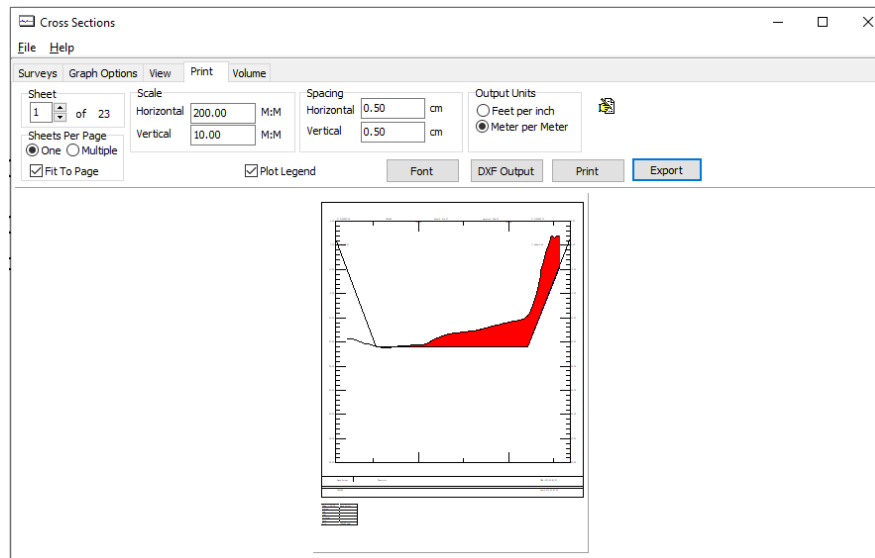 Cross Sections
File Help
Surveys Graph Options View Print Volume
Sheet
1 of 23
Sheets Per Page
One Multiple
Fit To Page
Scale
Horizontal 200.00 M:M
Vertical 10.00 M:M
Spacing
Horizontal 0.50 cm
Vertical 0.50 cm
Output Units
Feet per inch
Meter per Meter
Plot Legend
Font
DXF Output
Print
Export